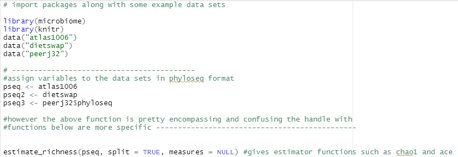 # import packages along with some example data sets
library(microbiome)
library(knitr)
data("atlas1006")
data("dietswap")
data("peerj32")
# ---------------------------------------
#assign variables to the data sets in phyloseq format
pseq <- atlas1006
pseq2 <- dietswap
pseq3 <- peerj32$phyloseq
#however the above function is pretty encompassing and confusing the handle with
#functions below are more specific -------------------------------------------
estimate_richness(pseq, split = TRUE, measures = NULL) #gives estimator functions such as chao1 and ace